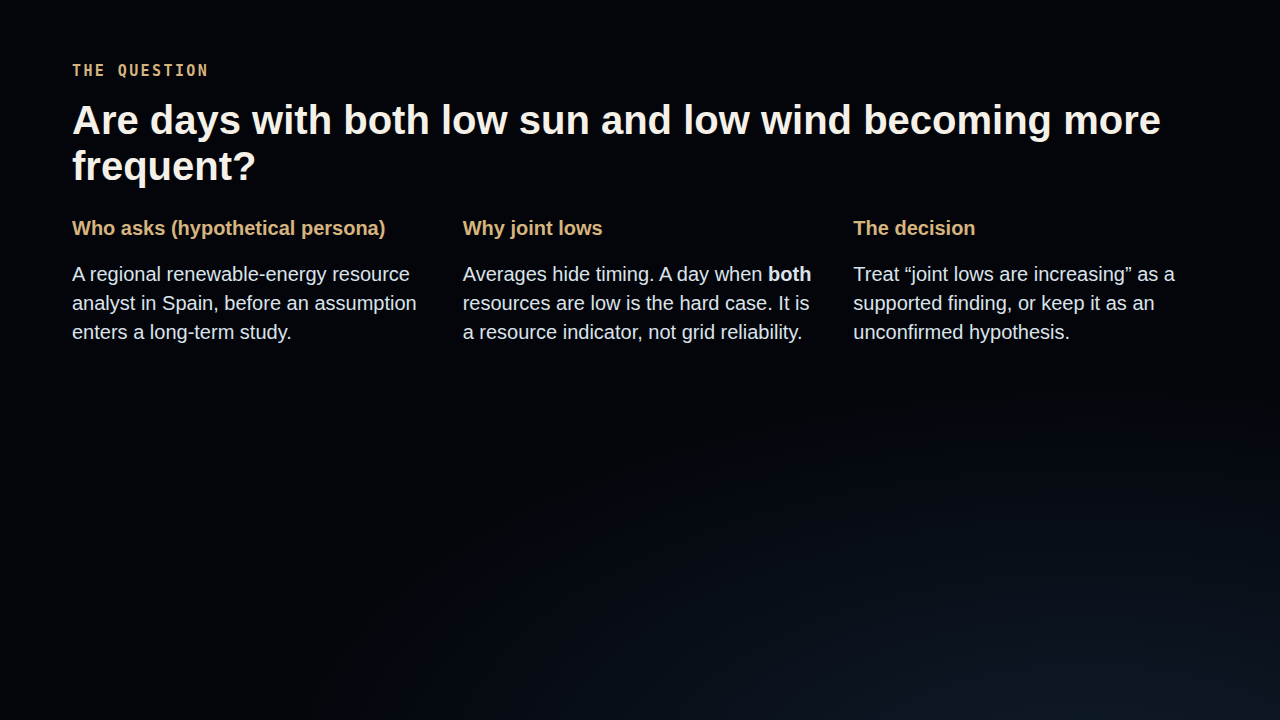 THE QUESTION
Are days with both low sun and low wind becoming more
frequent?
Who asks (hypothetical persona)
A regional renewable-energy resource
analyst in Spain, before an assumption
enters a long-term study.
Why joint lows
Averages hide timing. A day when both
resources are low is the hard case. It is
a resource indicator, not grid reliability.
The decision
Treat “joint lows are increasing” as a
supported finding, or keep it as an
unconfirmed hypothesis.